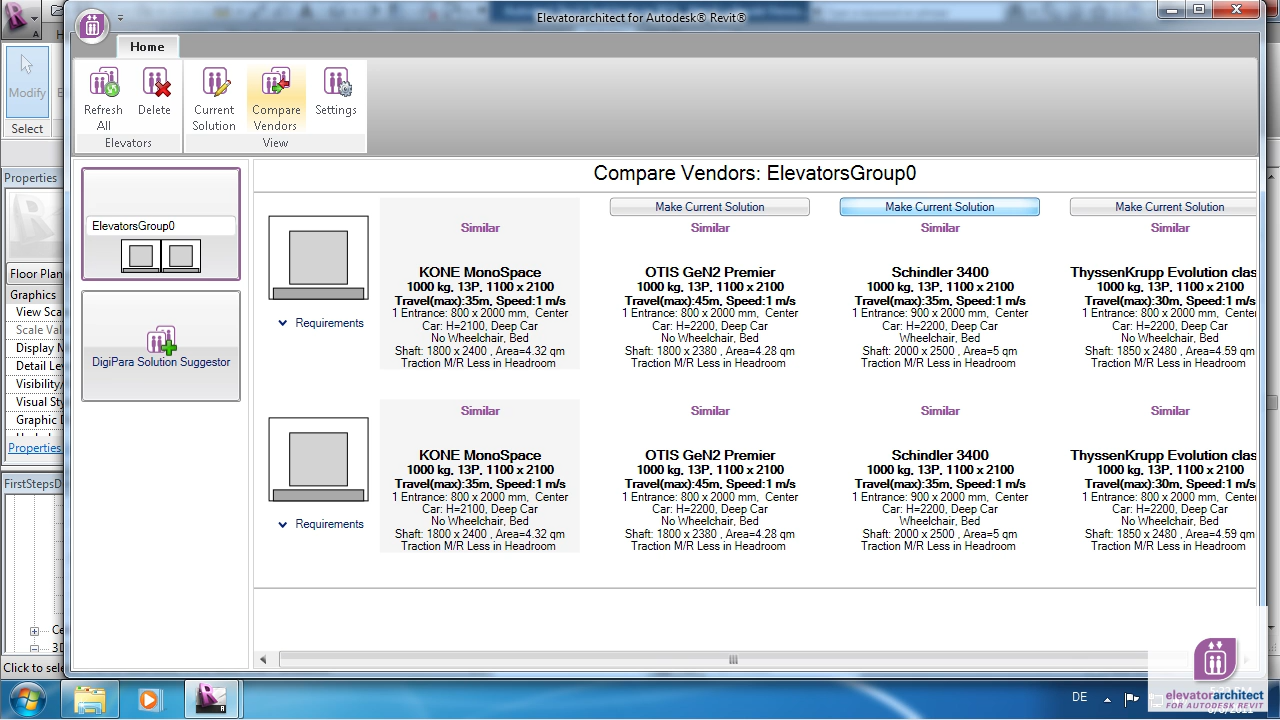 Elevatorarchitect for Autodesk® Revit®
Home
Refresh All
Delete
Elevators
Current Solution
Compare Vendors
Settings
View
Modify
Select
Properties
Floor Plan
Graphics
View Sca
Scale Val
Display N
Detail Lev
Visibility/
Visual Sty
Graphic D
Properties
FirstStepsD
Ce
3D
Click to sele
ElevatorsGroup0
DigiPara Solution Suggestor
Compare Vendors: ElevatorsGroup0
Make Current Solution
Make Current Solution
Make Current Solution
Requirements
Similar
KONE MonoSpace
1000 kg, 13P, 1100 x 2100
Travel(max):35m, Speed:1 m/s
1 Entrance: 800 x 2000 mm, Center
Car: H=2100, Deep Car
No Wheelchair, Bed
Shaft: 1800 x 2400 , Area=4.32 qm
Traction M/R Less in Headroom
Similar
OTIS GeN2 Premier
1000 kg, 13P, 1100 x 2100
Travel(max):45m, Speed:1 m/s
1 Entrance: 800 x 2000 mm, Center
Car: H=2200, Deep Car
No Wheelchair, Bed
Shaft: 1800 x 2380 , Area=4.28 qm
Traction M/R Less in Headroom
Similar
Schindler 3400
1000 kg, 13P, 1100 x 2100
Travel(max):35m, Speed:1 m/s
1 Entrance: 900 x 2000 mm, Center
Car: H=2200, Deep Car
Wheelchair, Bed
Shaft: 2000 x 2500 , Area=5 qm
Traction M/R Less in Headroom
Similar
ThyssenKrupp Evolution clas
1000 kg, 13P, 1100 x 2100
Travel(max):30m, Speed:1 m/s
1 Entrance: 800 x 2000 mm, Center
Car: H=2200, Deep Car
No Wheelchair, Bed
Shaft: 1850 x 2480 , Area=4.59 qm
Traction M/R Less in Headroom
Requirements
Similar
KONE MonoSpace
1000 kg, 13P, 1100 x 2100
Travel(max):35m, Speed:1 m/s
1 Entrance: 800 x 2000 mm, Center
Car: H=2100, Deep Car
No Wheelchair, Bed
Shaft: 1800 x 2400 , Area=4.32 qm
Traction M/R Less in Headroom
Similar
OTIS GeN2 Premier
1000 kg, 13P, 1100 x 2100
Travel(max):45m, Speed:1 m/s
1 Entrance: 800 x 2000 mm, Center
Car: H=2200, Deep Car
No Wheelchair, Bed
Shaft: 1800 x 2380 , Area=4.28 qm
Traction M/R Less in Headroom
Similar
Schindler 3400
1000 kg, 13P, 1100 x 2100
Travel(max):35m, Speed:1 m/s
1 Entrance: 900 x 2000 mm, Center
Car: H=2200, Deep Car
Wheelchair, Bed
Shaft: 2000 x 2500 , Area=5 qm
Traction M/R Less in Headroom
Similar
ThyssenKrupp Evolution clas
1000 kg, 13P, 1100 x 2100
Travel(max):30m, Speed:1 m/s
1 Entrance: 800 x 2000 mm, Center
Car: H=2200, Deep Car
No Wheelchair, Bed
Shaft: 1850 x 2480 , Area=4.59 qm
Traction M/R Less in Headroom
DE
elevatorarchitect
FOR AUTODESK REVIT